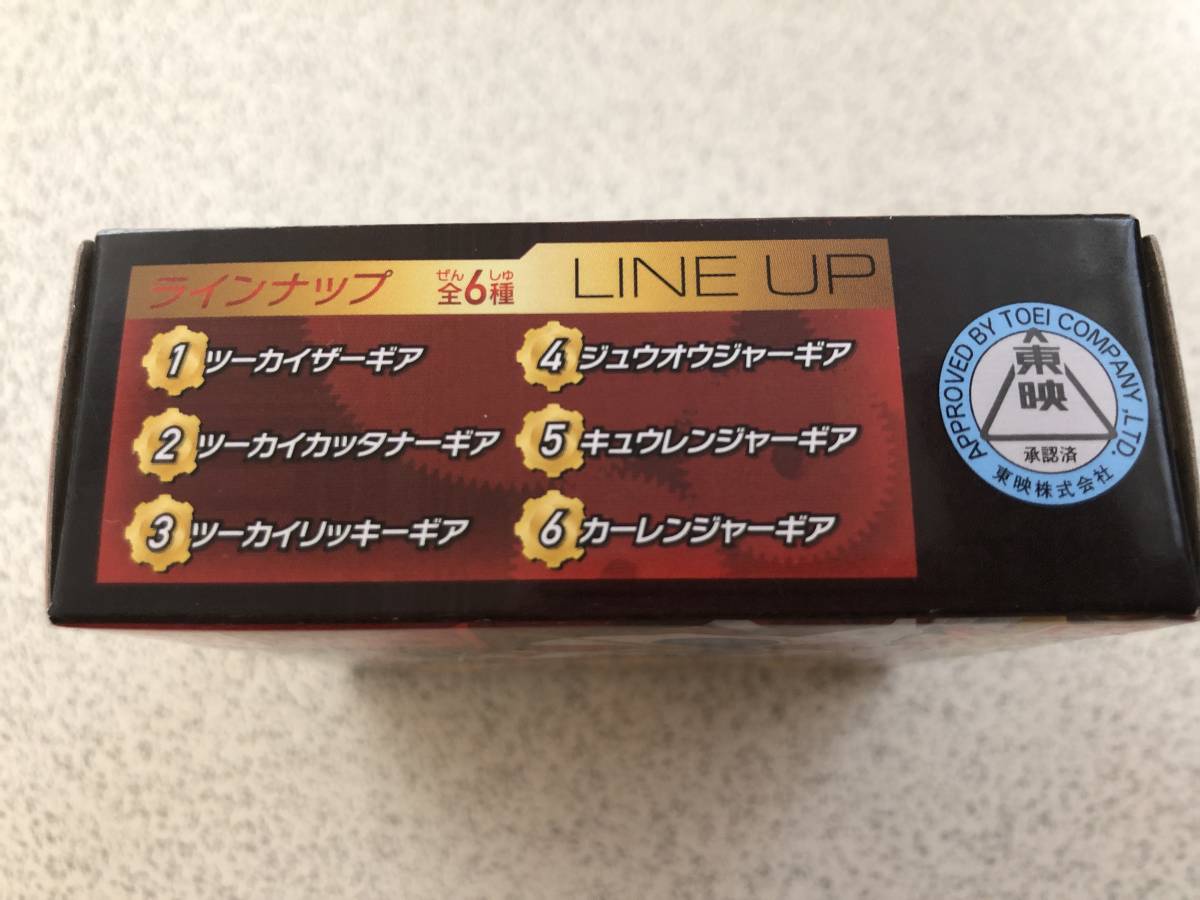 ラインナップ 全6種 LINE UP
ぜん しゅ
1 ツーカイザーギア
2 ツーカイカッタナーギア
3 ツーカイリッキーギア
4 ジュウオウジャーギア
5 キュウレンジャーギア
6 カーレンジャーギア
APPROVED BY TOEI COMPANY ,LTD.
東映
承認済
東映株式会社